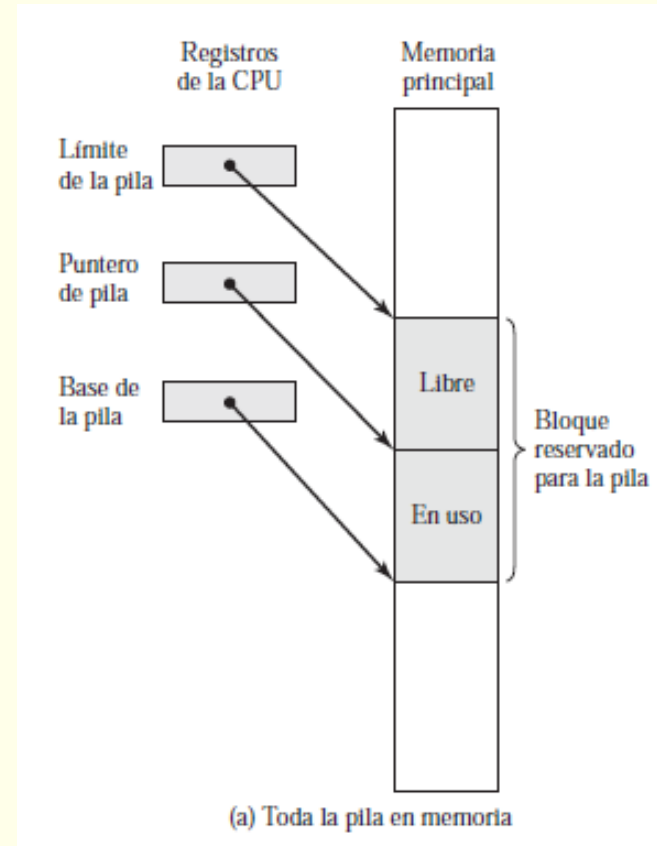 Registros
de la CPU
Memoria
principal
Límite
de la pila
Puntero
de pila
Base de
la pila
Libre
En uso
Bloque
reservado
para la pila
(a) Toda la pila en memoria